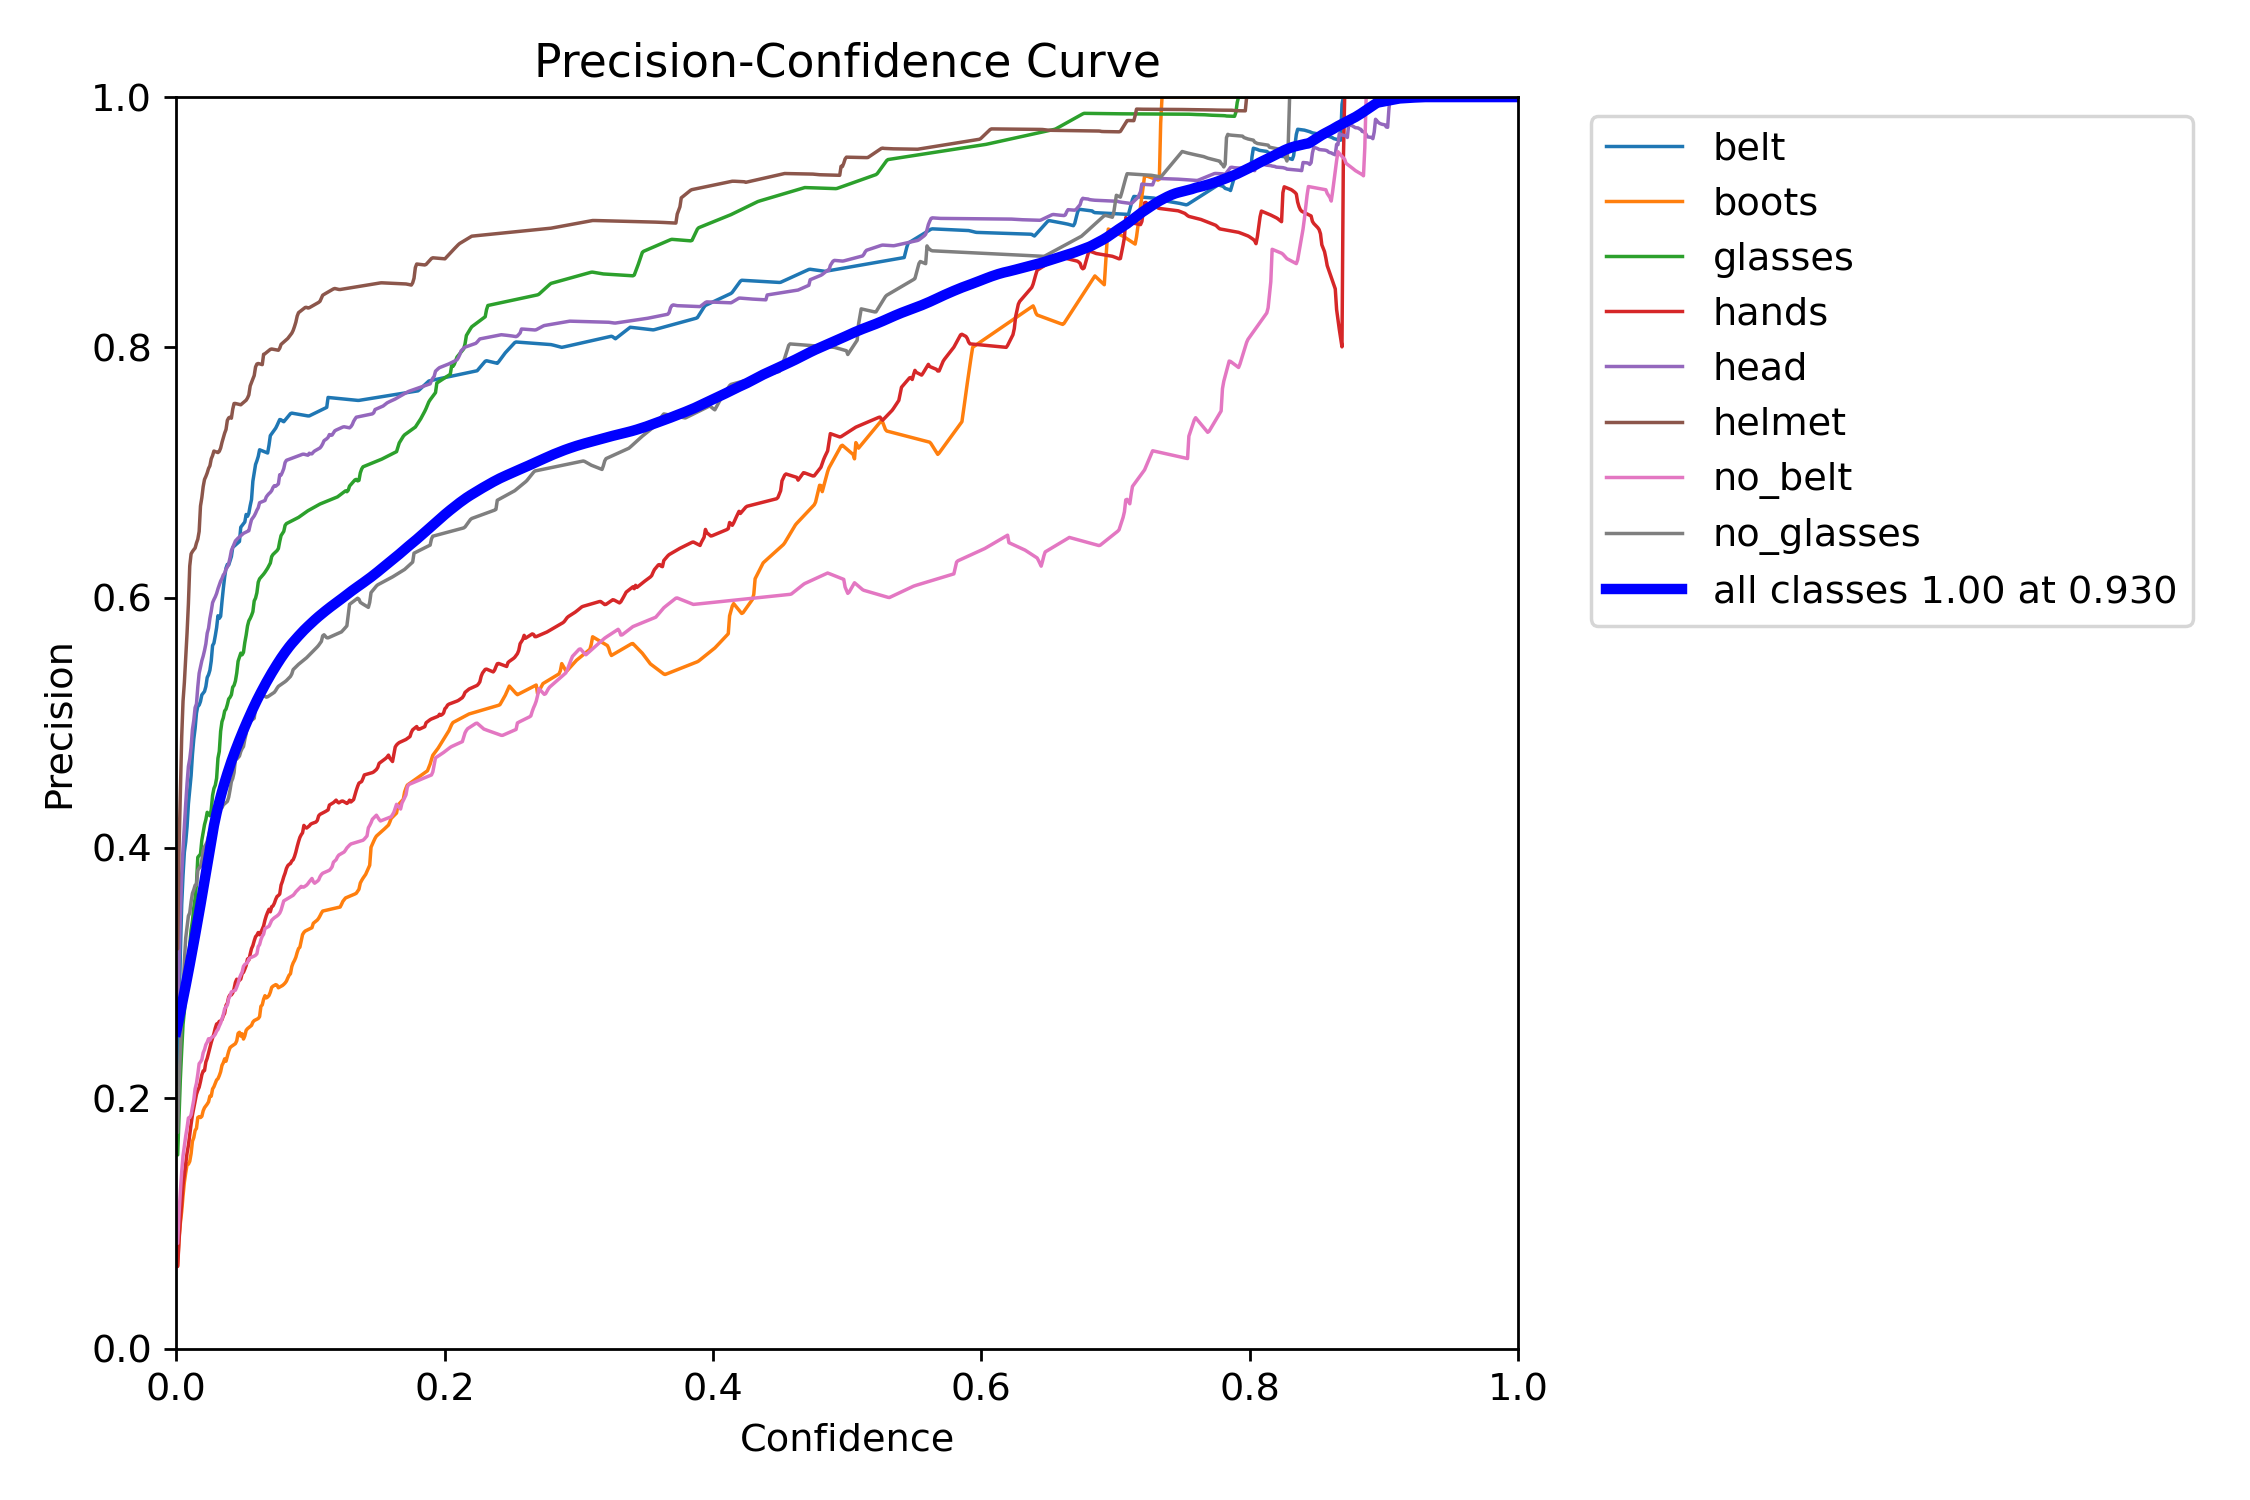 Precision-Confidence Curve
1.0
0.8
0.6
0.4
0.2
0.0
Precision
0.0 0.2 0.4 0.6 0.8 1.0
Confidence
belt
boots
glasses
hands
head
helmet
no_belt
no_glasses
all classes 1.00 at 0.930